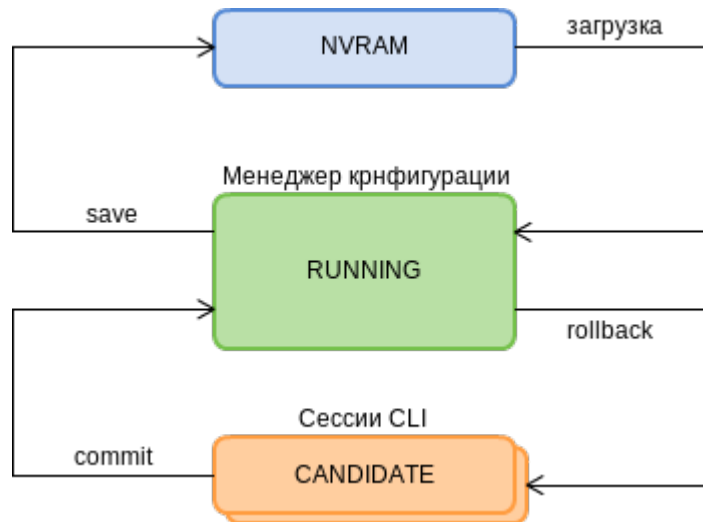 загрузка
NVRAM
Менеджер крнфигурации
save
RUNNING
rollback
Сессии CLI
commit
CANDIDATE